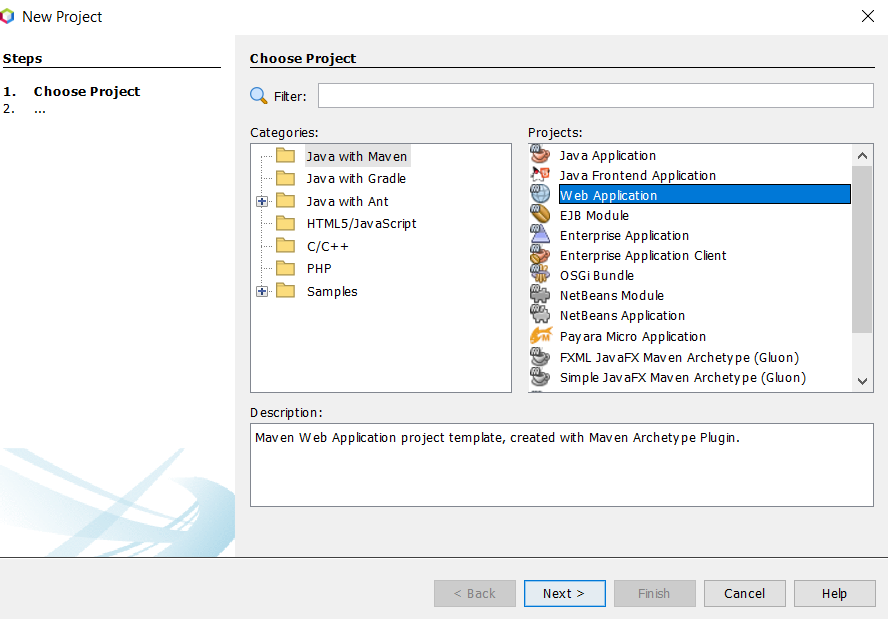 New Project
Steps
1. Choose Project
2. ...
Choose Project
Filter:
Categories:
Java with Maven
Java with Gradle
Java with Ant
HTML5/JavaScript
C/C++
PHP
Samples
Projects:
Java Application
Java Frontend Application
Web Application
EJB Module
Enterprise Application
Enterprise Application Client
OSGi Bundle
NetBeans Module
NetBeans Application
Payara Micro Application
FXML JavaFX Maven Archetype (Gluon)
Simple JavaFX Maven Archetype (Gluon)
Description:
Maven Web Application project template, created with Maven Archetype Plugin.
< Back
Next >
Finish
Cancel
Help